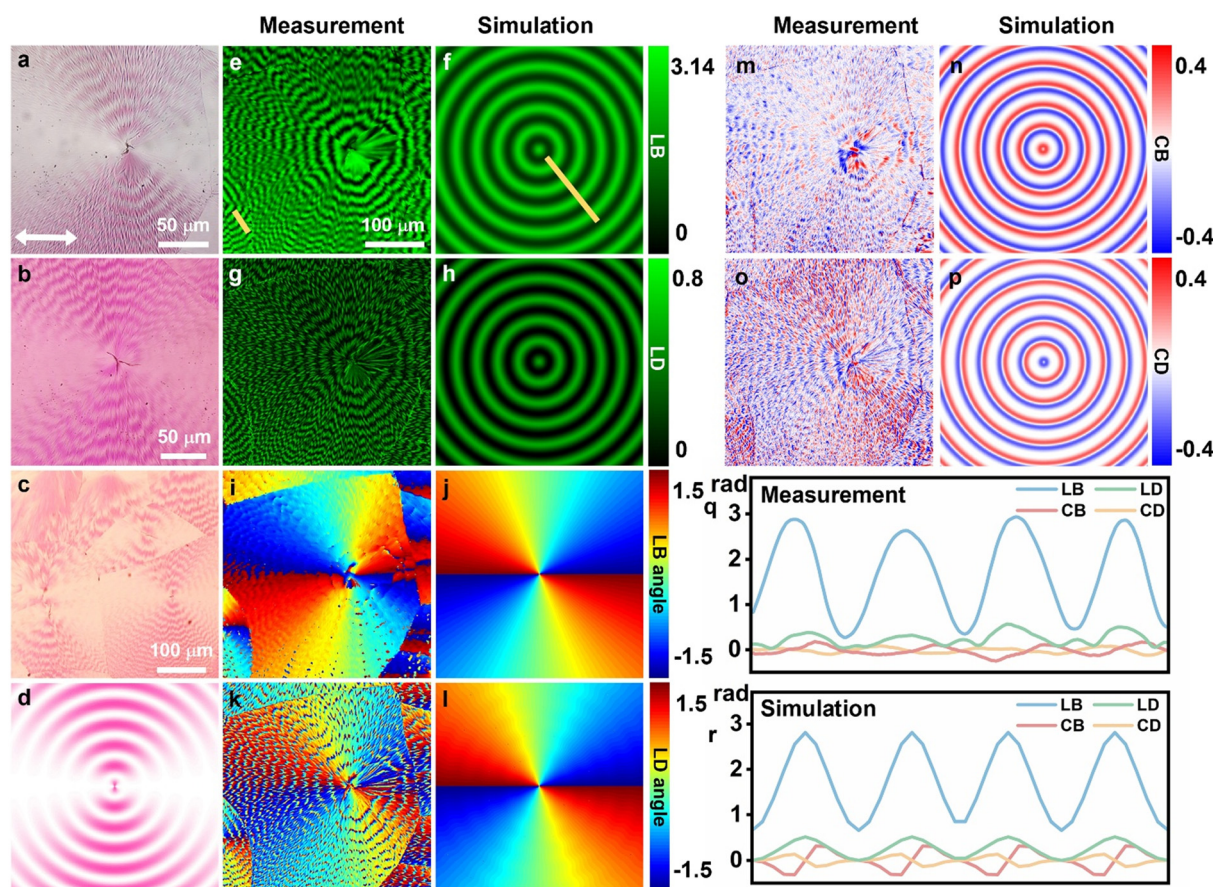 Measurement Simulation Measurement Simulation
a e f m n
3.14
LB
0
0.4
CB
-0.4
50 μm 100 μm
b g h o p
0.8
LD
0
0.4
CD
-0.4
50 μm
c i j
1.5 rad
LB angle
-1.5
100 μm
q
Measurement
LB LD
CB CD
3
2
1
0
d k l
1.5 rad
LD angle
-1.5
r
Simulation
LB LD
CB CD
3
2
1
0